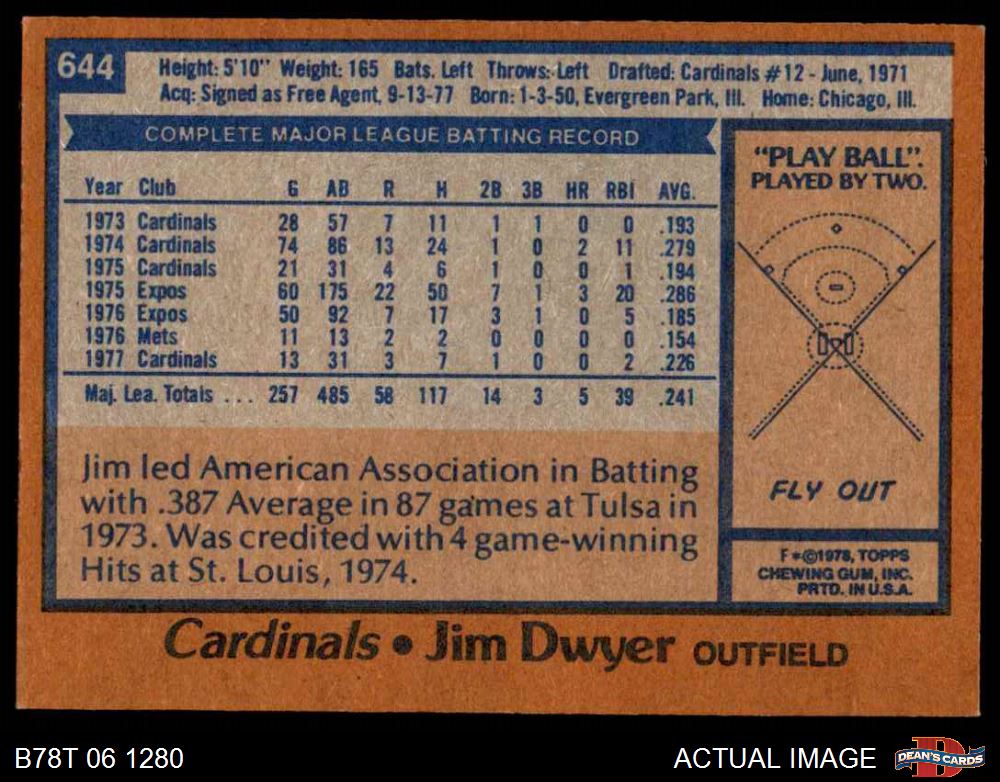 644
Height: 5'10" Weight: 165 Bats. Left Throws: Left Drafted: Cardinals #12 - June, 1971
Acq: Signed as Free Agent, 9-13-77 Born: 1-3-50, Evergreen Park, Ill. Home: Chicago, Ill.
COMPLETE MAJOR LEAGUE BATTING RECORD
Year Club G AB R H 2B 3B HR RBI AVG.
1973 Cardinals 28 57 7 11 1 1 0 0 .193
1974 Cardinals 74 86 13 24 1 0 2 11 .279
1975 Cardinals 21 31 4 6 1 0 0 1 .194
1975 Expos 60 175 22 50 7 1 3 20 .286
1976 Expos 50 92 7 17 3 1 0 5 .185
1976 Mets 11 13 2 2 0 0 0 0 .154
1977 Cardinals 13 31 3 7 1 0 0 2 .226
Maj. Lea. Totals ... 257 485 58 117 14 3 5 39 .241
Jim led American Association in Batting
with .387 Average in 87 games at Tulsa in
1973. Was credited with 4 game-winning
Hits at St. Louis, 1974.
"PLAY BALL".
PLAYED BY TWO.
FLY OUT
F*©1978, TOPPS
CHEWING GUM, INC.
PRTD. IN U.S.A.
Cardinals • Jim Dwyer OUTFIELD
B78T 06 1280
ACTUAL IMAGE
D
DEAN'S CARDS